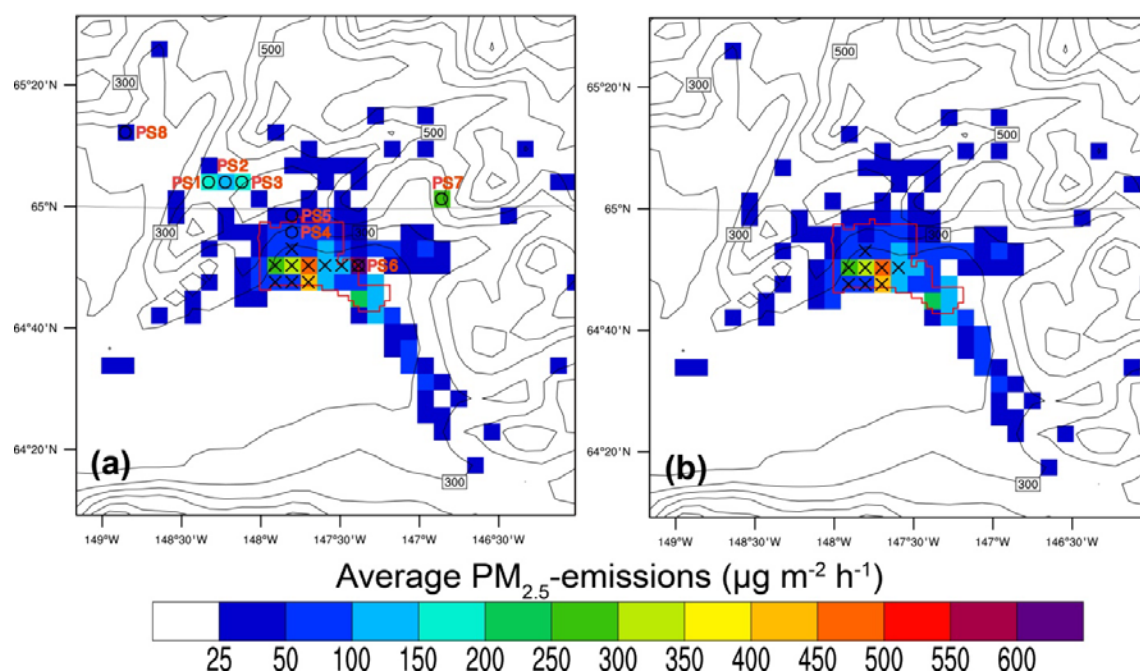 500
300
65°20'N
500
PS8
PS2
PS1 PS3
PS7
65°N
PS5
300
300
PS4
PS6
64°40'N
64°20'N
(a)
300
149°W 148°30'W 148°W 147°30'W 146°30'W
500
300
65°20'N
500
65°N
300
300
64°40'N
64°20'N
(b)
300
149°W 148°30'W 148°W 147°30'W 147°W 146°30'W
Average PM2.5-emissions (µg m-2 h-1)
25 50 100 150 200 250 300 350 400 450 500 550 600